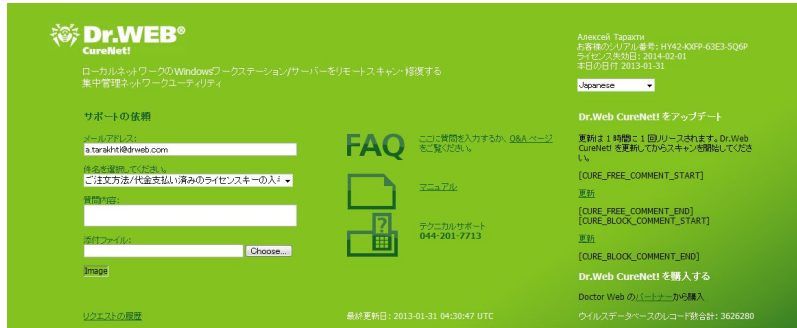 Dr.WEB®
CureNet!
ローカルネットワークのWindowsワークステーション/サーバーをリモートスキャン・修復する
集中管理ネットワークユーティリティ
Алексей Тарахти
お客様のシリアル番号: HY42-KXFP-63E3-5Q6P
ライセンス失効日: 2014-02-01
本日の日付 2013-01-31
Japanese
サポートの依頼
メールアドレス:
a.tarakhti@drweb.com
件名を選択してください。
ご注文方法/代金支払い済みのライセンスキーの入
質問内容:
添付ファイル:
Choose...
Image
リクエストの履歴
FAQ
ここに質問を入力するか、Q&A ページ
をご覧ください。
マニュアル
テクニカルサポート
044-201-7713
最終更新日: 2013-01-31 04:30:47 UTC
Dr.Web CureNet! をアップデート
更新は 1 時間に 1 回リリースされます。Dr.Web
CureNet! を更新してからスキャンを開始してくださ
い。
[CURE_FREE_COMMENT_START]
更新
[CURE_FREE_COMMENT_END]
[CURE_BLOCK_COMMENT_START]
更新
[CURE_BLOCK_COMMENT_END]
Dr.Web CureNet! を購入する
Doctor Web のパートナーから購入
ウイルスデータベースのレコード数合計: 3626280